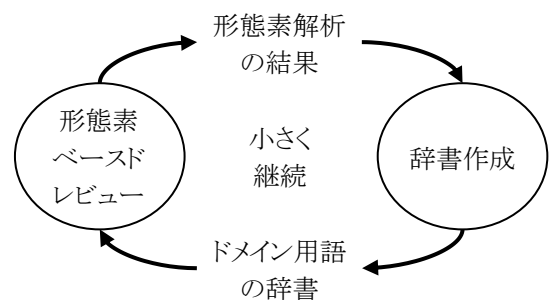 形態素解析
の結果
形態素
ベースド
レビュー
小さく
継続
辞書作成
ドメイン用語
の辞書